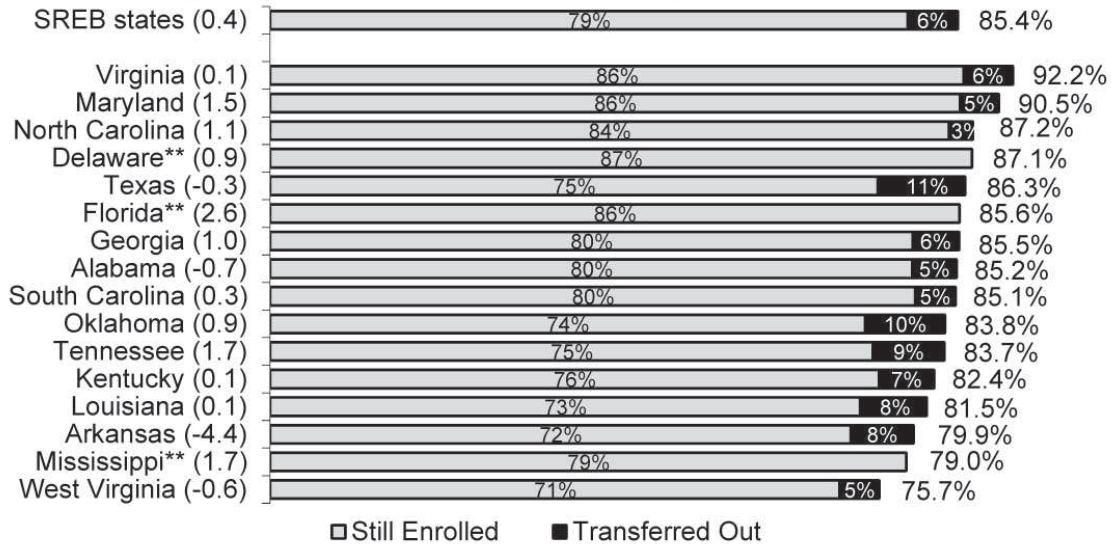 SREB states (0.4) 79% 6% 85.4%
Virginia (0.1) 86% 6% 92.2%
Maryland (1.5) 86% 5% 90.5%
North Carolina (1.1) 84% 3% 87.2%
Delaware** (0.9) 87% 87.1%
Texas (-0.3) 75% 11% 86.3%
Florida** (2.6) 86% 85.6%
Georgia (1.0) 80% 6% 85.5%
Alabama (-0.7) 80% 5% 85.2%
South Carolina (0.3) 80% 5% 85.1%
Oklahoma (0.9) 74% 10% 83.8%
Tennessee (1.7) 75% 9% 83.7%
Kentucky (0.1) 76% 7% 82.4%
Louisiana (0.1) 73% 8% 81.5%
Arkansas (-4.4) 72% 8% 79.9%
Mississippi** (1.7) 79% 79.0%
West Virginia (-0.6) 71% 5% 75.7%
Still Enrolled Transferred Out